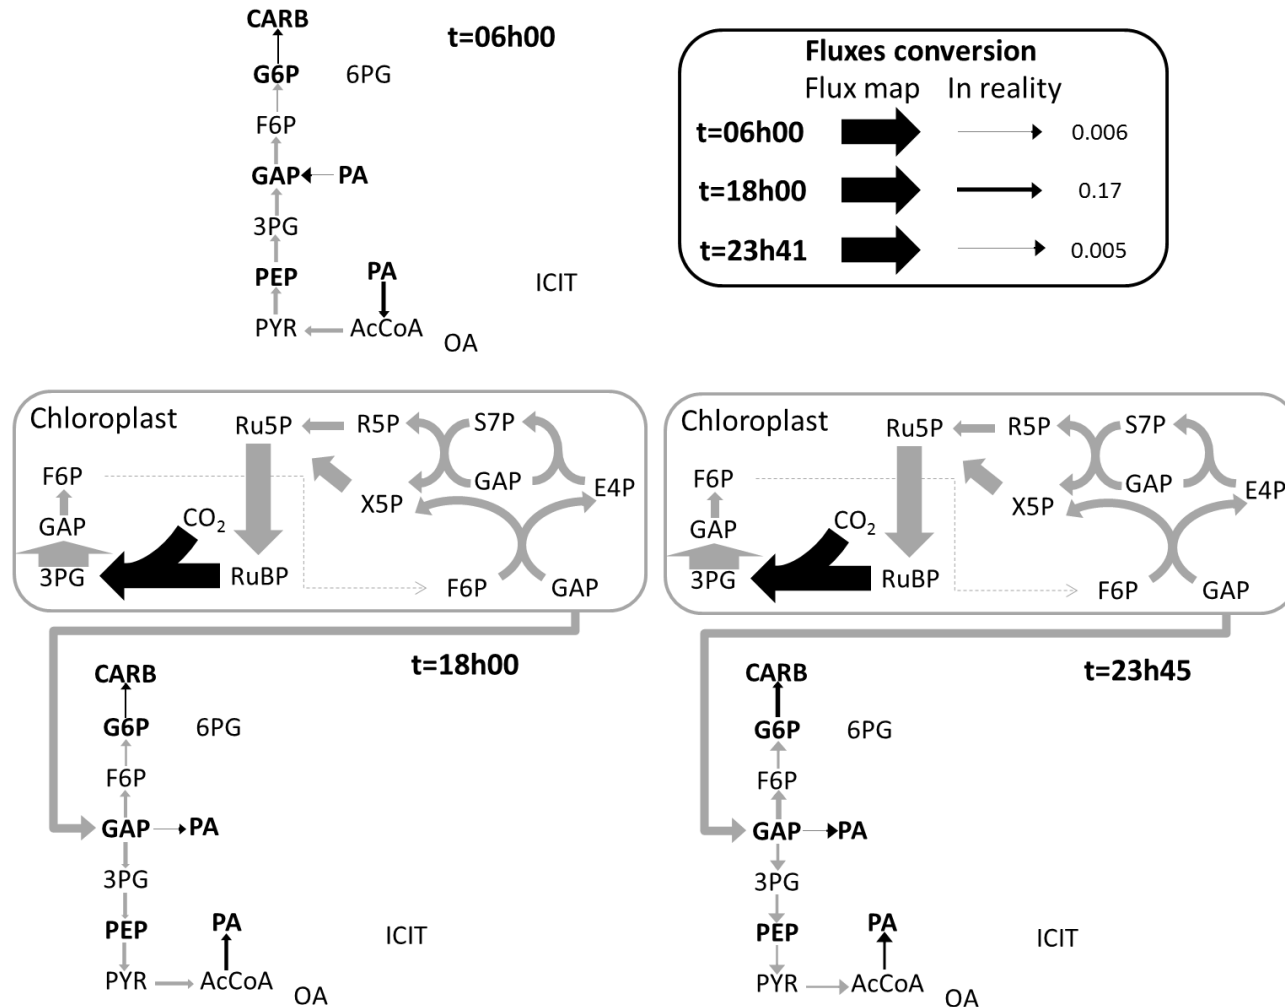 CARB
t=06h00
G6P 6PG
F6P
GAP PA
3PG
PEP PA ICIT
PYR AcCoA
OA
Fluxes conversion
Flux map In reality
t=06h00 0.006
t=18h00 0.17
t=23h41 0.005
Chloroplast
Ru5P R5P S7P
F6P
GAP E4P
X5P
GAP CO2
3PG RuBP
F6P GAP
t=18h00
CARB
G6P 6PG
F6P
GAP PA
3PG
PEP PA ICIT
PYR AcCoA
OA
Chloroplast
Ru5P R5P S7P
F6P
GAP E4P
X5P
GAP CO2
3PG RuBP
F6P GAP
t=23h45
CARB
G6P 6PG
F6P
GAP PA
3PG
PEP PA ICIT
PYR AcCoA
OA